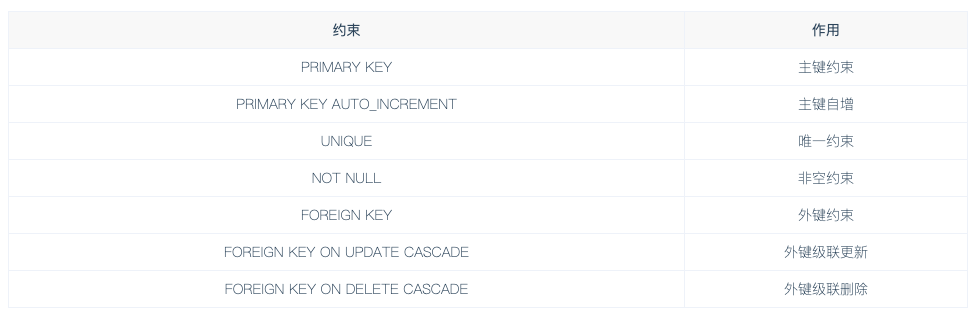 约束 作用
PRIMARY KEY 主键约束
PRIMARY KEY AUTO_INCREMENT 主键自增
UNIQUE 唯一约束
NOT NULL 非空约束
FOREIGN KEY 外键约束
FOREIGN KEY ON UPDATE CASCADE 外键级联更新
FOREIGN KEY ON DELETE CASCADE 外键级联删除